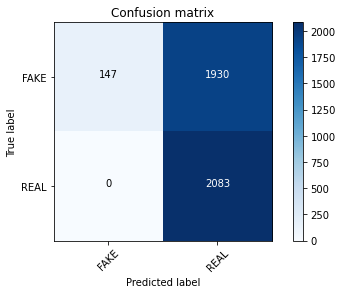 Confusion matrix
True label
FAKE
147
1930
REAL
0
2083
FAKE
REAL
Predicted label
2000
1750
1500
1250
1000
750
500
250
0